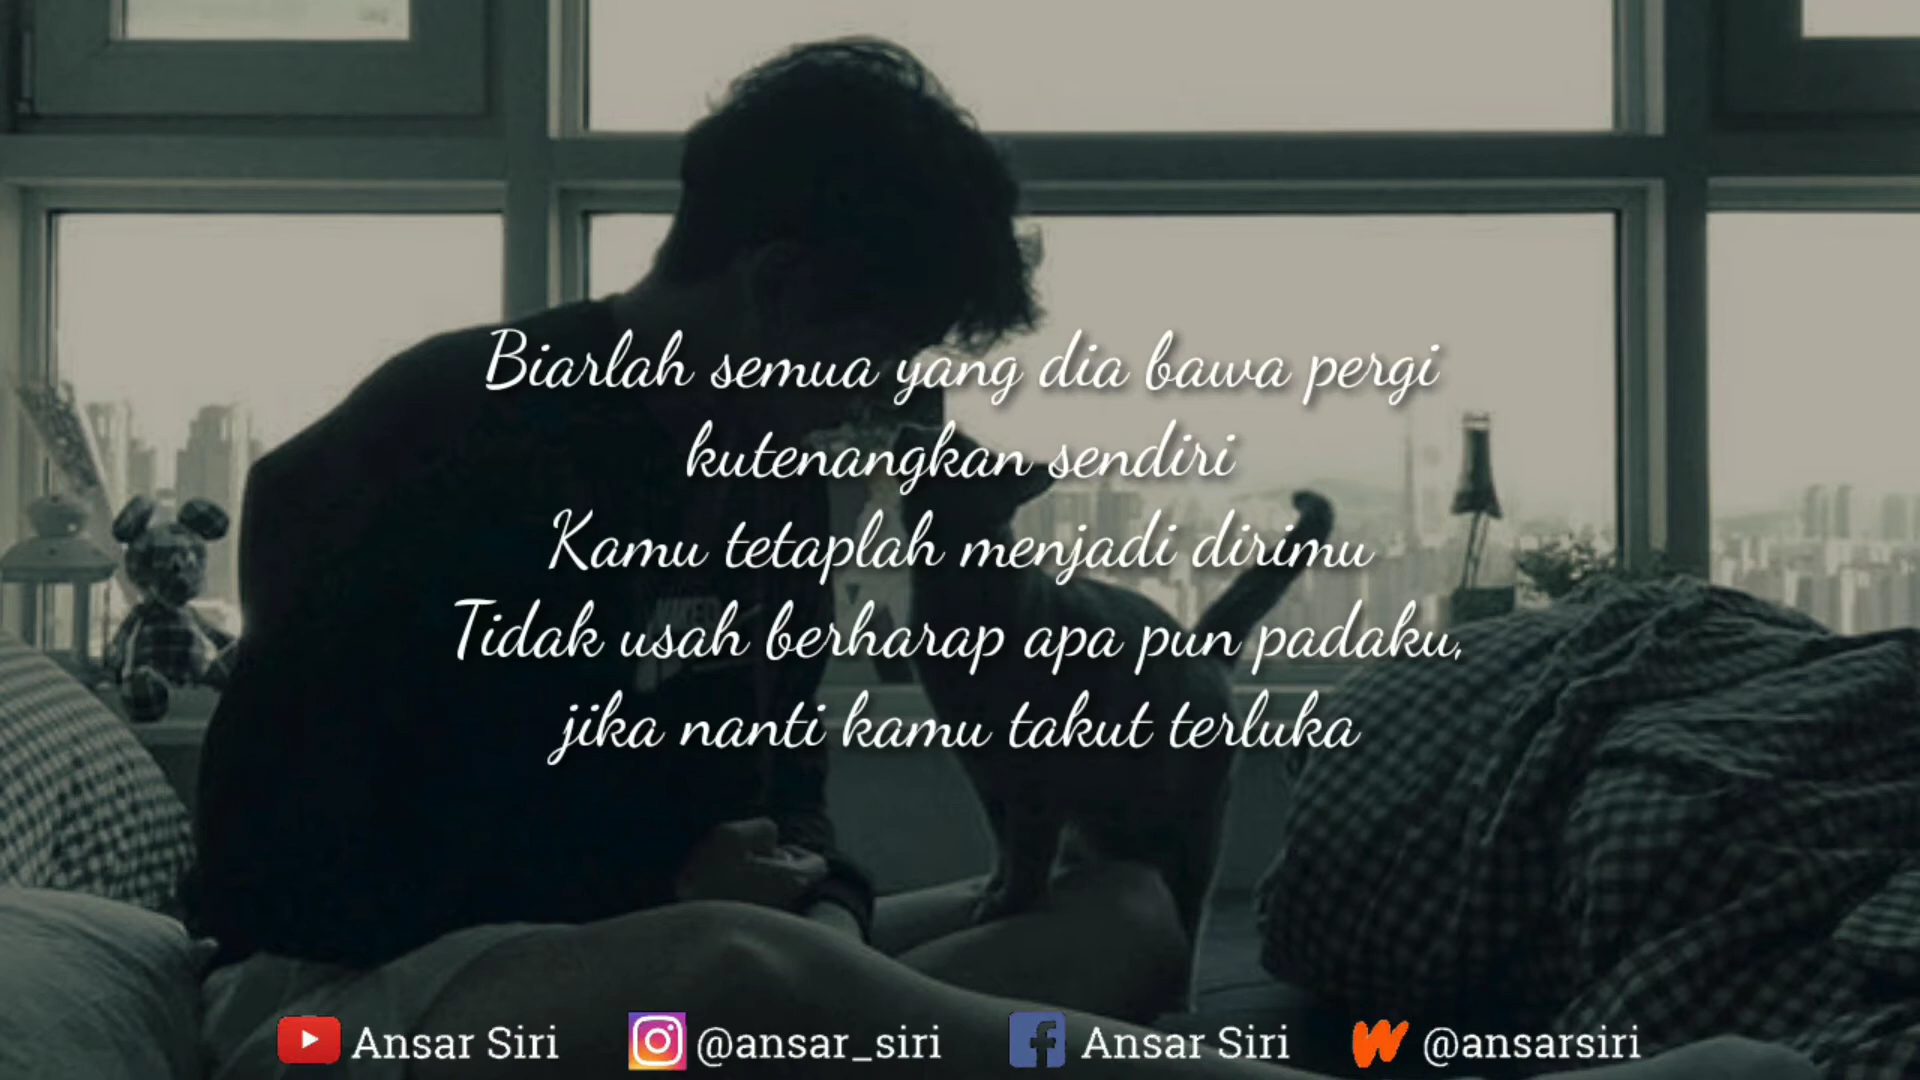 Biarlah semua yang dia bawa pergi
kutenangkan sendiri
Kamu tetaplah menjadi dirimu
Tidak usah berharap apa pun padaku,
jika nanti kamu takut terluka
Ansar Siri @ansar_siri Ansar Siri @ansarsiri